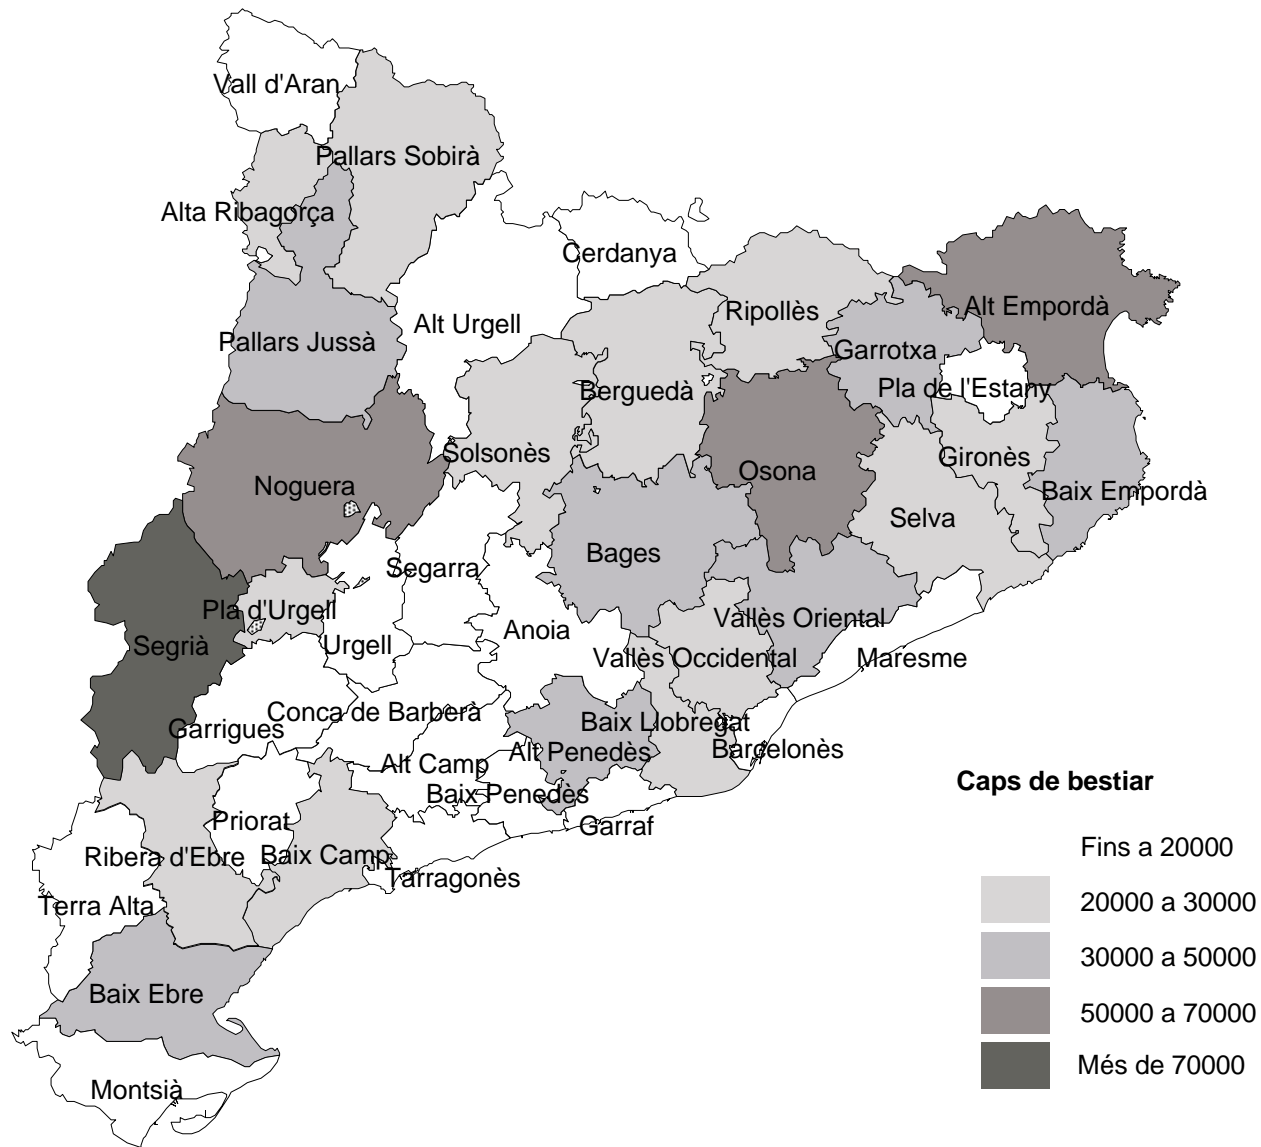 Vall d'Aran
Pallars Sobirà
Alta Ribagorça
Cerdanya
Ripollès
Alt Empordà
Alt Urgell
Pallars Jussà
Garrotxa
Pla de l'Estany
Berguedà
Solsonès
Gironès
Osona
Noguera
Baix Empordà
Selva
Bages
Segarra
Pla d'Urgell
Vallès Oriental
Anoia
Urgell
Segrià
Vallès Occidental
Maresme
Conca de Barberà
Baix Llobregat
Garrigues
Barcelonès
Alt Penedès
Alt Camp
Baix Penedès
Garraf
Priorat
Ribera d'Ebre
Baix Camp
Tarragonès
Terra Alta
Baix Ebre
Montsià
Caps de bestiar
Fins a 20000
20000 a 30000
30000 a 50000
50000 a 70000
Més de 70000